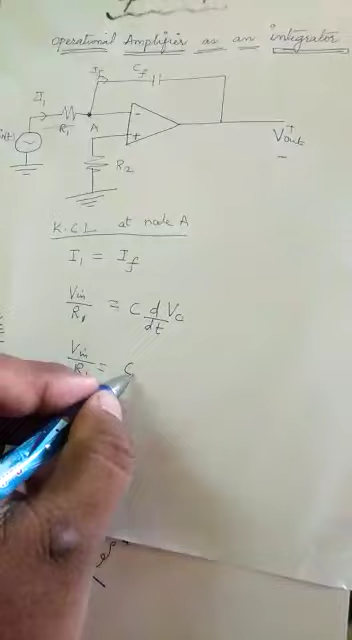 Operational Amplifier as an integrator
If Cf
I1
R1 A - +
Vout
R2
K.C.L at node A
I1 = If
Vin/R1 = C d/dt Vc
Vin/R1 = C